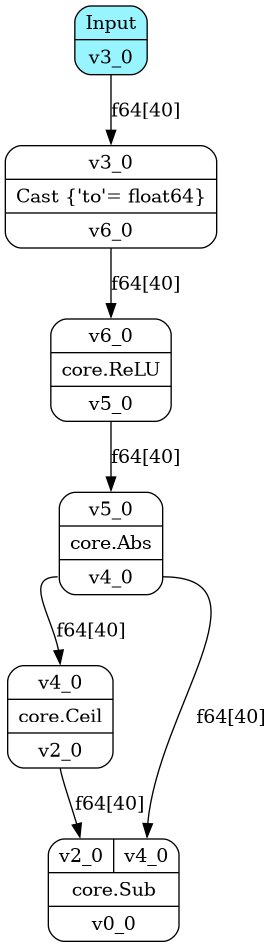 Input
v3_0
f64[40]
v3_0
Cast {'to'= float64}
v6_0
f64[40]
v6_0
core.ReLU
v5_0
f64[40]
v5_0
core.Abs
v4_0
f64[40]
v4_0
core.Ceil
v2_0
f64[40]
f64[40]
v2_0 v4_0
core.Sub
v0_0